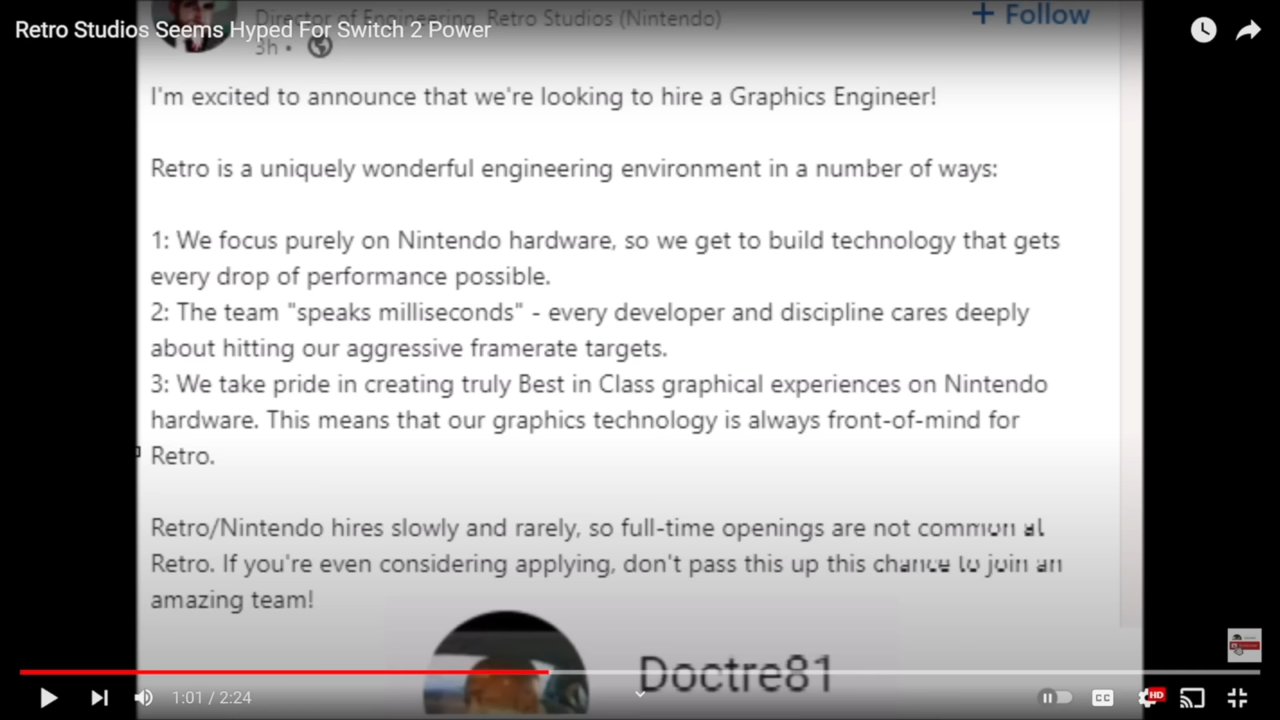 Director of Engineering, Retro Studios (Nintendo)
+ Follow
Retro Studios Seems Hyped For Switch 2 Power
3h •
I'm excited to announce that we're looking to hire a Graphics Engineer!
Retro is a uniquely wonderful engineering environment in a number of ways:
1: We focus purely on Nintendo hardware, so we get to build technology that gets
every drop of performance possible.
2: The team "speaks milliseconds" - every developer and discipline cares deeply
about hitting our aggressive framerate targets.
3: We take pride in creating truly Best in Class graphical experiences on Nintendo
hardware. This means that our graphics technology is always front-of-mind for
Retro.
Retro/Nintendo hires slowly and rarely, so full-time openings are not common at
Retro. If you're even considering applying, don't pass this up this chance to join an
amazing team!
Doctre81
1:01 / 2:24
CC
HD